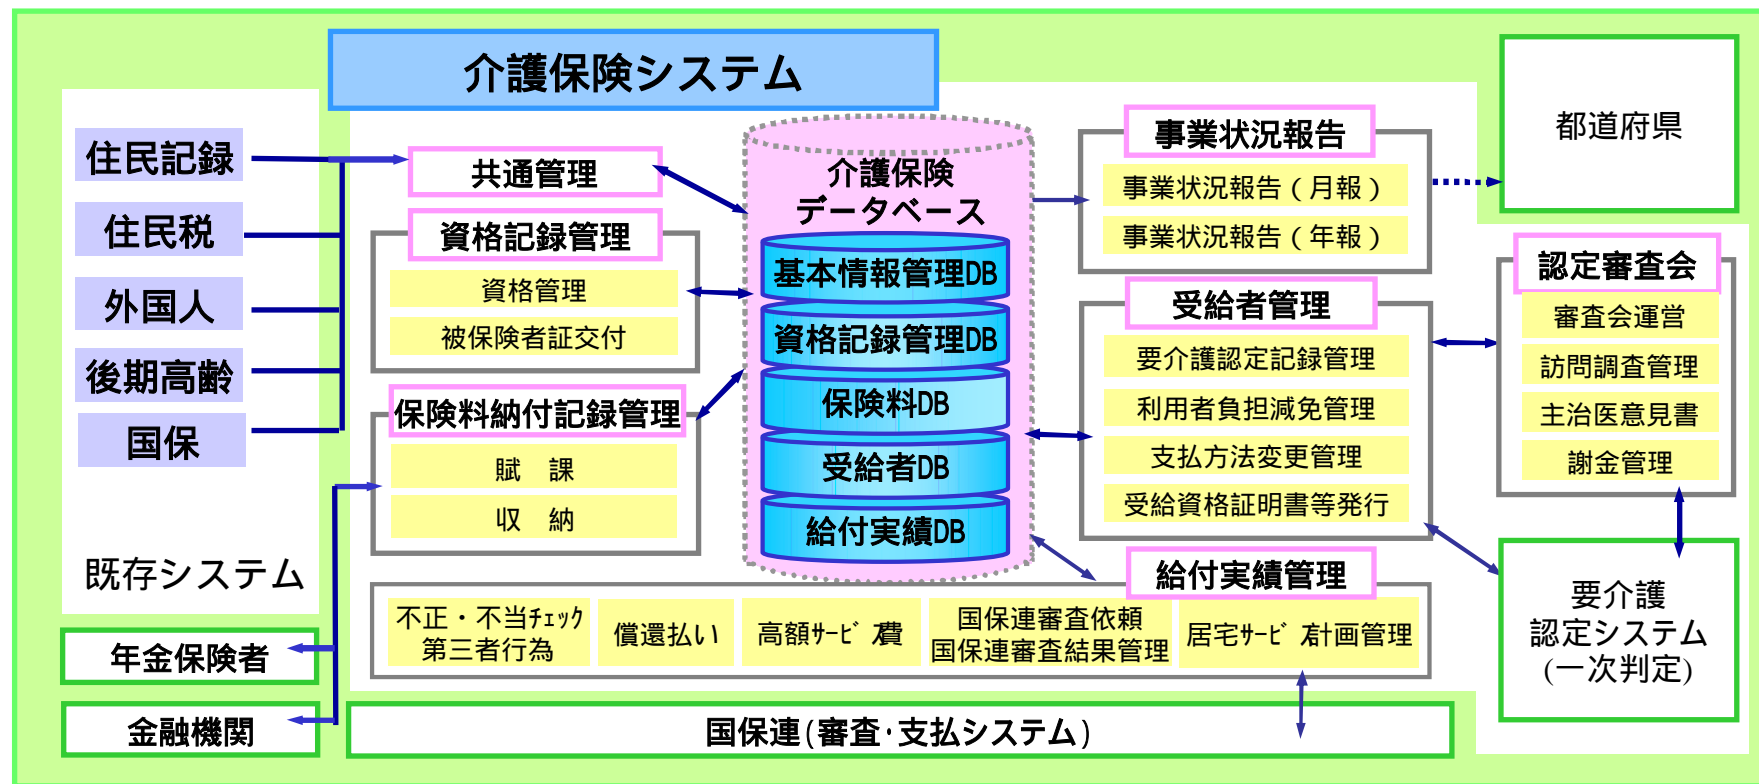 介護保険システム
住民記録
住民税
外国人
後期高齢
国保
既存システム
年金保険者
金融機関
共通管理
資格記録管理
資格管理
被保険者証交付
保険料納付記録管理
賦　課
収　納
介護保険
データベース
基本情報管理DB
資格記録管理DB
保険料DB
受給者DB
給付実績DB
事業状況報告
事業状況報告（月報）
事業状況報告（年報）
受給者管理
要介護認定記録管理
利用者負担減免管理
支払方法変更管理
受給資格証明書等発行
給付実績管理
不正・不当ﾁｪｯｸ
第三者行為
償還払い
高額ｻｰﾋﾞｽ費
国保連審査依頼
国保連審査結果管理
居宅ｻｰﾋﾞｽ計画管理
国保連(審査･支払システム)
都道府県
認定審査会
審査会運営
訪問調査管理
主治医意見書
謝金管理
要介護
認定システム
(一次判定)